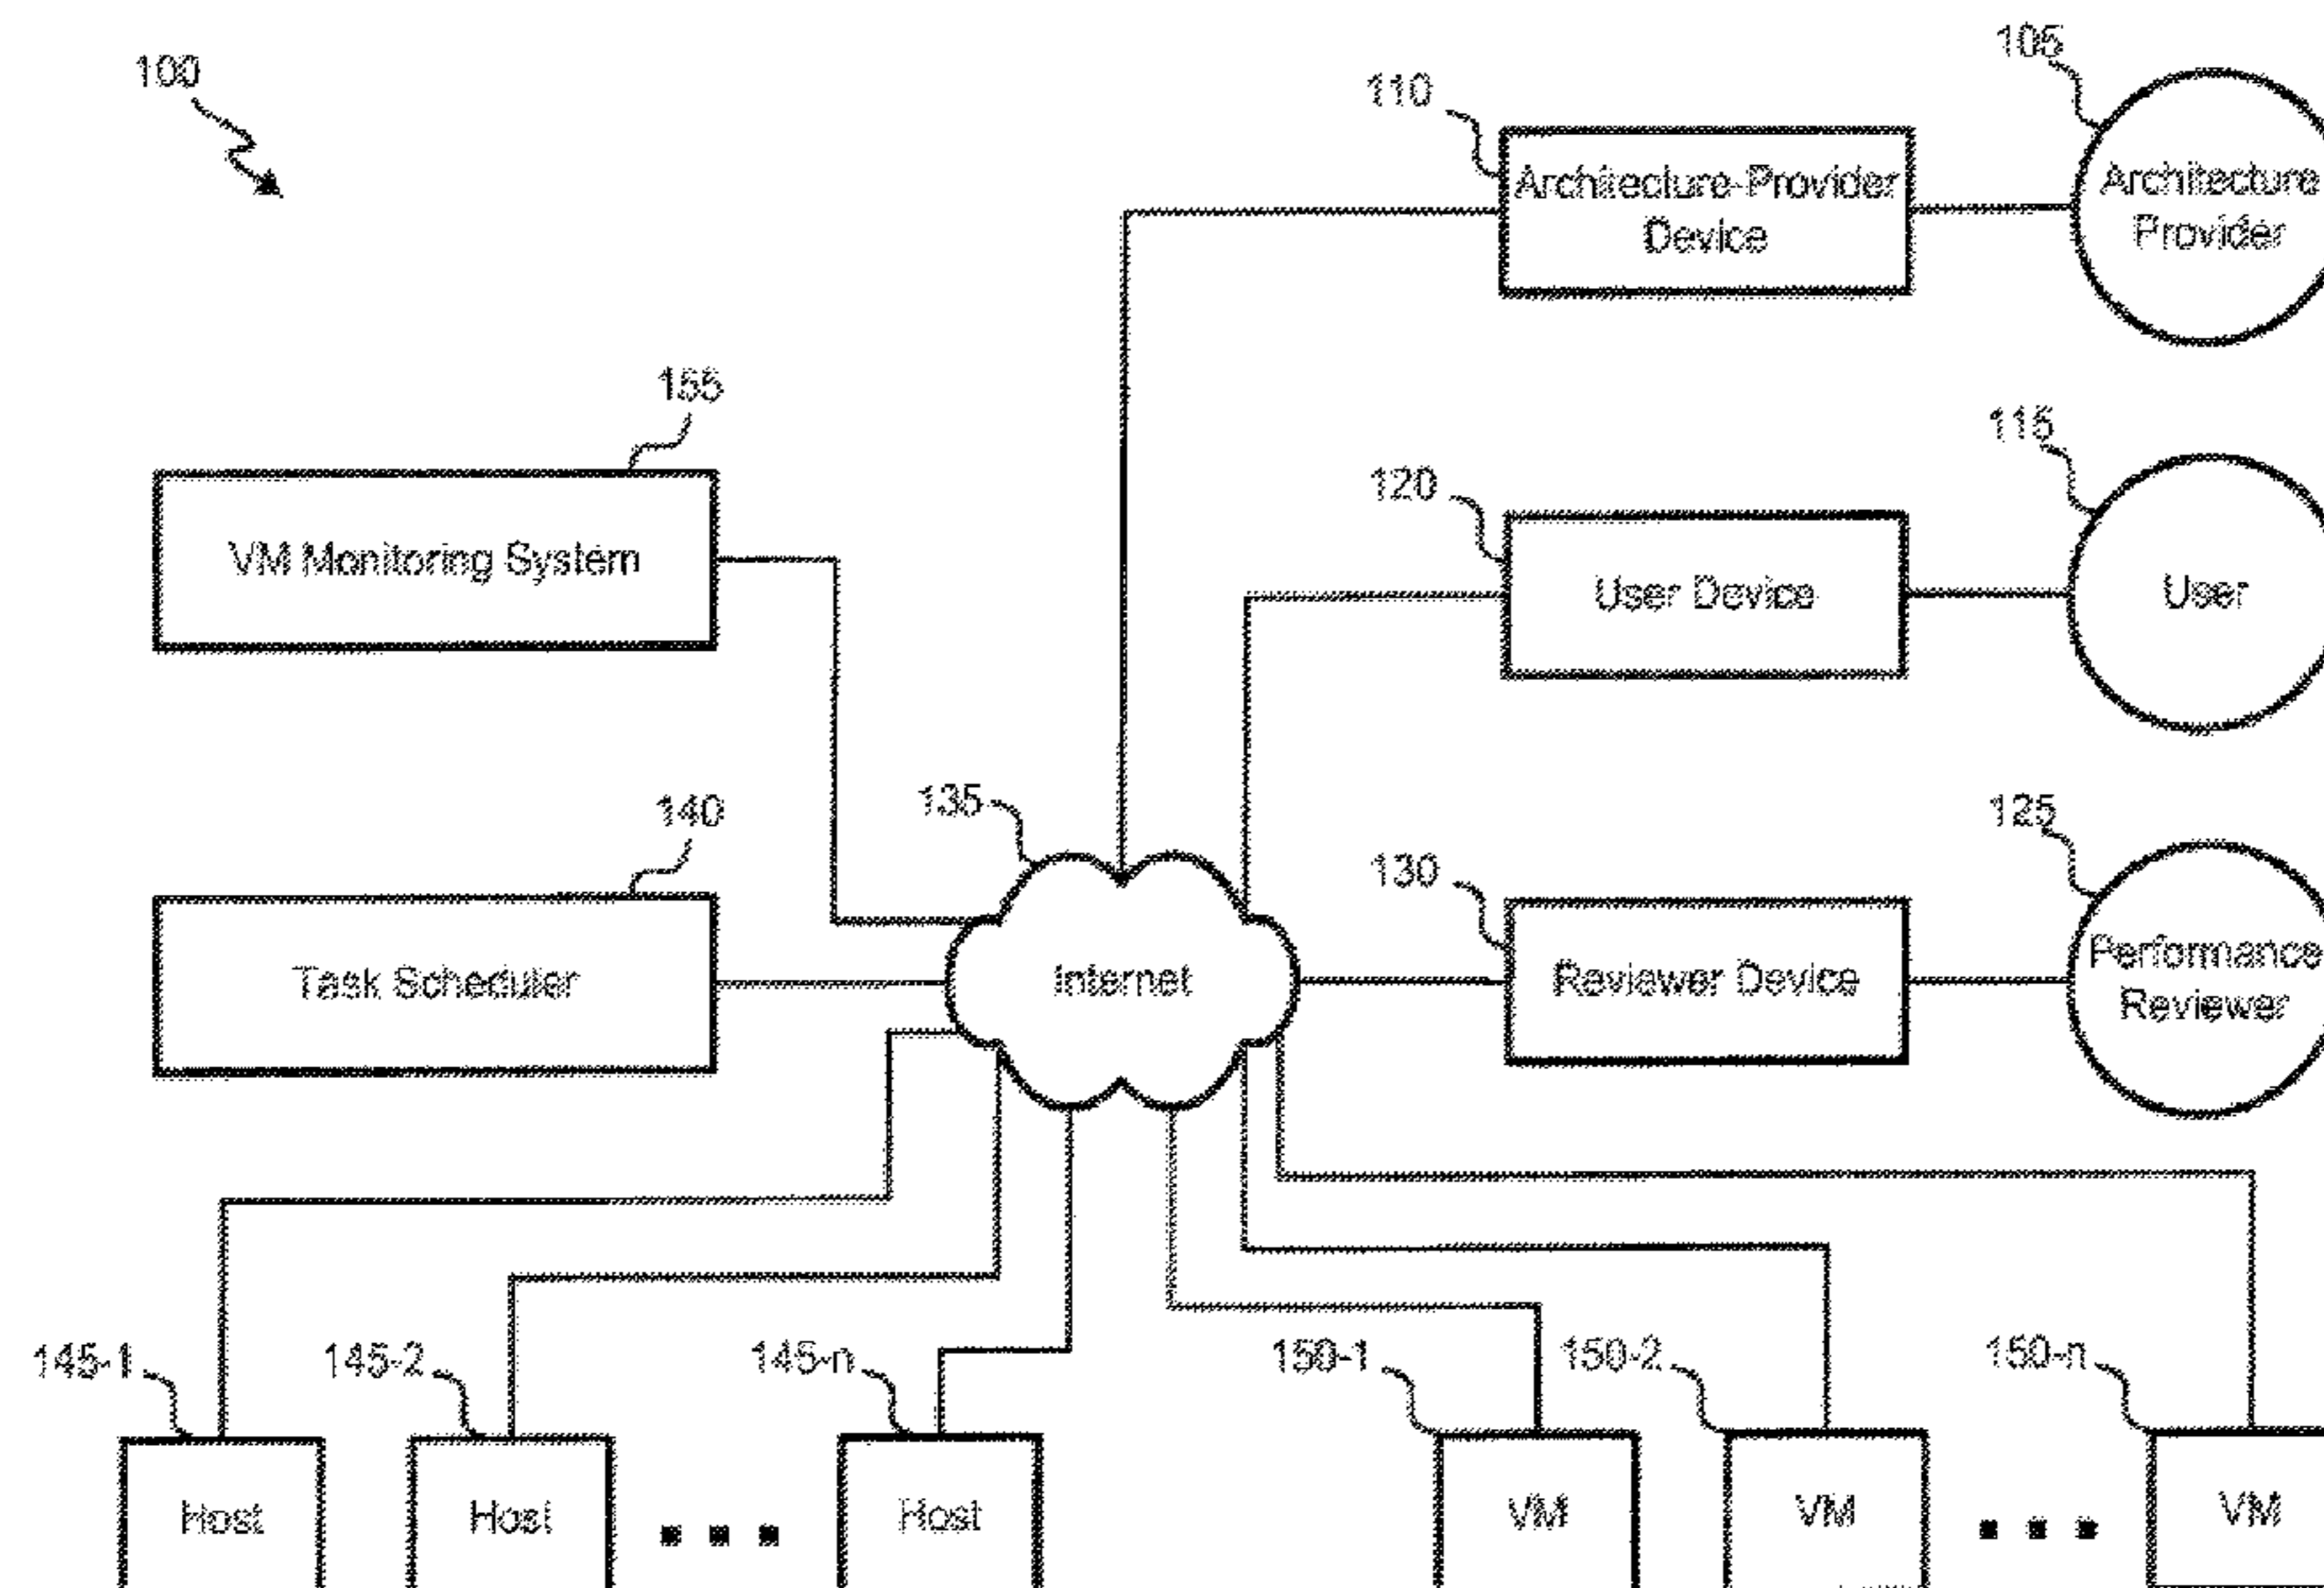 100
105
110
Architecture-Provider
Device
Architecture
Provider
155
115
120
VM Monitoring System
User Device
User
140
135
125
130
Task Scheduler
Internet
Reviewer Device
Performance
Reviewer
145-1
145-2
145-n
150-1
150-2
150-n
Host
Host
Host
VM
VM
VM